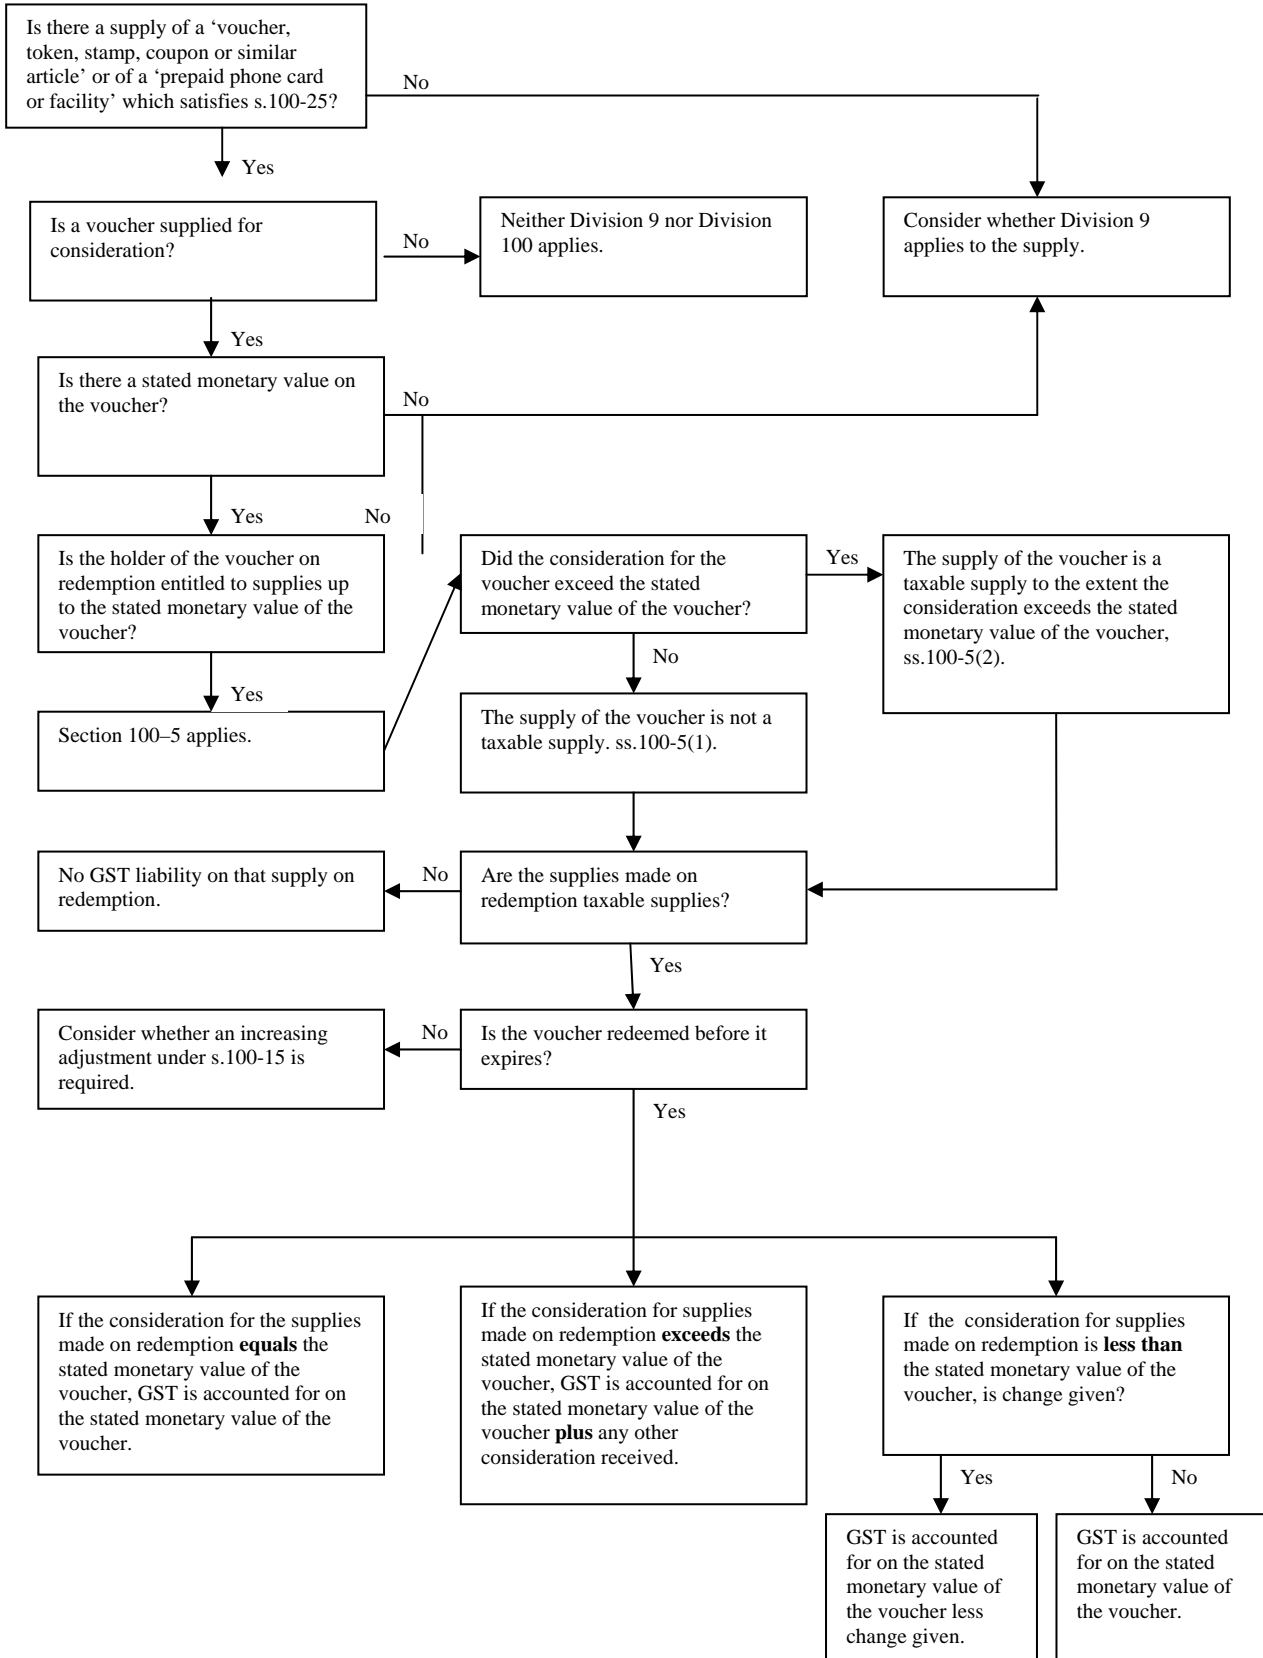 Is there a supply of a ‘voucher,
token, stamp, coupon or similar
article’ or of a ‘prepaid phone card
or facility’ which satisfies s.100-25?
No
Yes
Is a voucher supplied for
consideration?
No
Neither Division 9 nor Division
100 applies.
Consider whether Division 9
applies to the supply.
Yes
Is there a stated monetary value on
the voucher?
No
Yes
No
Is the holder of the voucher on
redemption entitled to supplies up
to the stated monetary value of the
voucher?
Did the consideration for the
voucher exceed the stated
monetary value of the voucher?
Yes
The supply of the voucher is a
taxable supply to the extent the
consideration exceeds the stated
monetary value of the voucher,
ss.100-5(2).
No
Yes
Section 100–5 applies.
The supply of the voucher is not a
taxable supply. ss.100-5(1).
No GST liability on that supply on
redemption.
No
Are the supplies made on
redemption taxable supplies?
Yes
Consider whether an increasing
adjustment under s.100-15 is
required.
No
Is the voucher redeemed before it
expires?
Yes
If the consideration for the supplies
made on redemption equals the
stated monetary value of the
voucher, GST is accounted for on
the stated monetary value of the
voucher.
If the consideration for supplies
made on redemption exceeds the
stated monetary value of the
voucher, GST is accounted for on
the stated monetary value of the
voucher plus any other
consideration received.
If the consideration for supplies
made on redemption is less than
the stated monetary value of the
voucher, is change given?
Yes
No
GST is accounted
for on the stated
monetary value of
the voucher less
change given.
GST is accounted
for on the stated
monetary value of
the voucher.